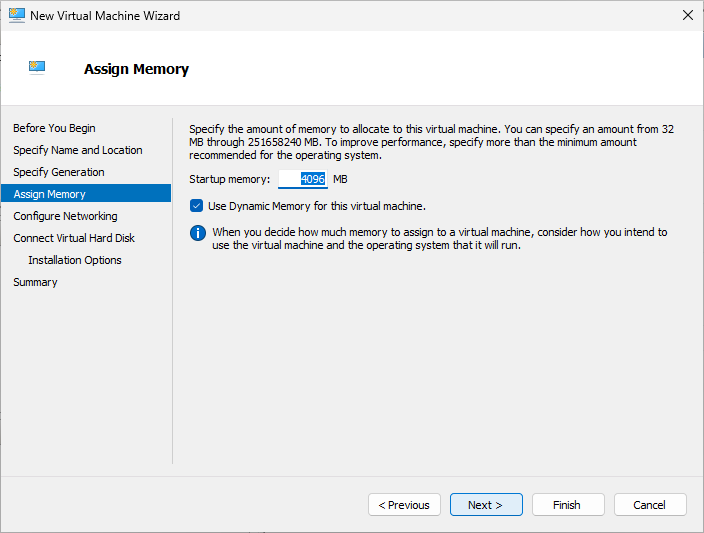 New Virtual Machine Wizard
Assign Memory
Before You Begin
Specify Name and Location
Specify Generation
Assign Memory
Configure Networking
Connect Virtual Hard Disk
Installation Options
Summary
Specify the amount of memory to allocate to this virtual machine. You can specify an amount from 32
MB through 251658240 MB. To improve performance, specify more than the minimum amount
recommended for the operating system.
Startup memory: 4096 MB
Use Dynamic Memory for this virtual machine.
When you decide how much memory to assign to a virtual machine, consider how you intend to
use the virtual machine and the operating system that it will run.
< Previous Next > Finish Cancel